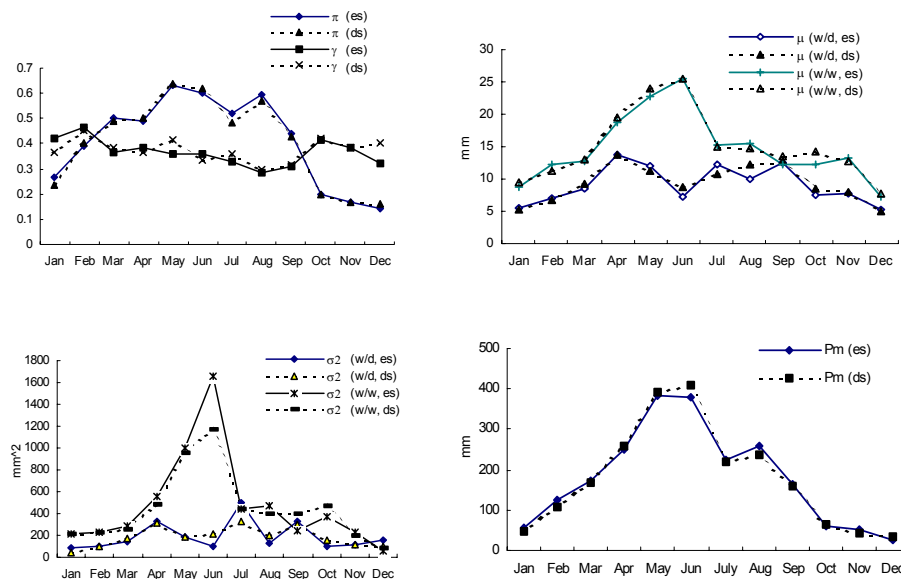 π (es)
π (ds)
γ (es)
γ (ds)
0.7
0.6
0.5
0.4
0.3
0.2
0.1
0
Jan Feb Mar Apr May Jun Jul Aug Sep Oct Nov Dec
μ (w/d, es)
μ (w/d, ds)
μ (w/w, es)
μ (w/w, ds)
30
25
20
15
10
5
0
mm
Jan Feb Mar Apr May Jun Jul Aug Sep Oct Nov Dec
σ2 (w/d, es)
σ2 (w/d, ds)
σ2 (w/w, es)
σ2 (w/w, ds)
1800
1600
1400
1200
1000
800
600
400
200
0
mm^2
Jan Feb Mar Apr May Jun Jul Aug Sep Oct Nov Dec
Pm (es)
Pm (ds)
500
400
300
200
100
0
mm
Jan Feb Mar Apr May Jun July Aug Sep Oct Nov Dec